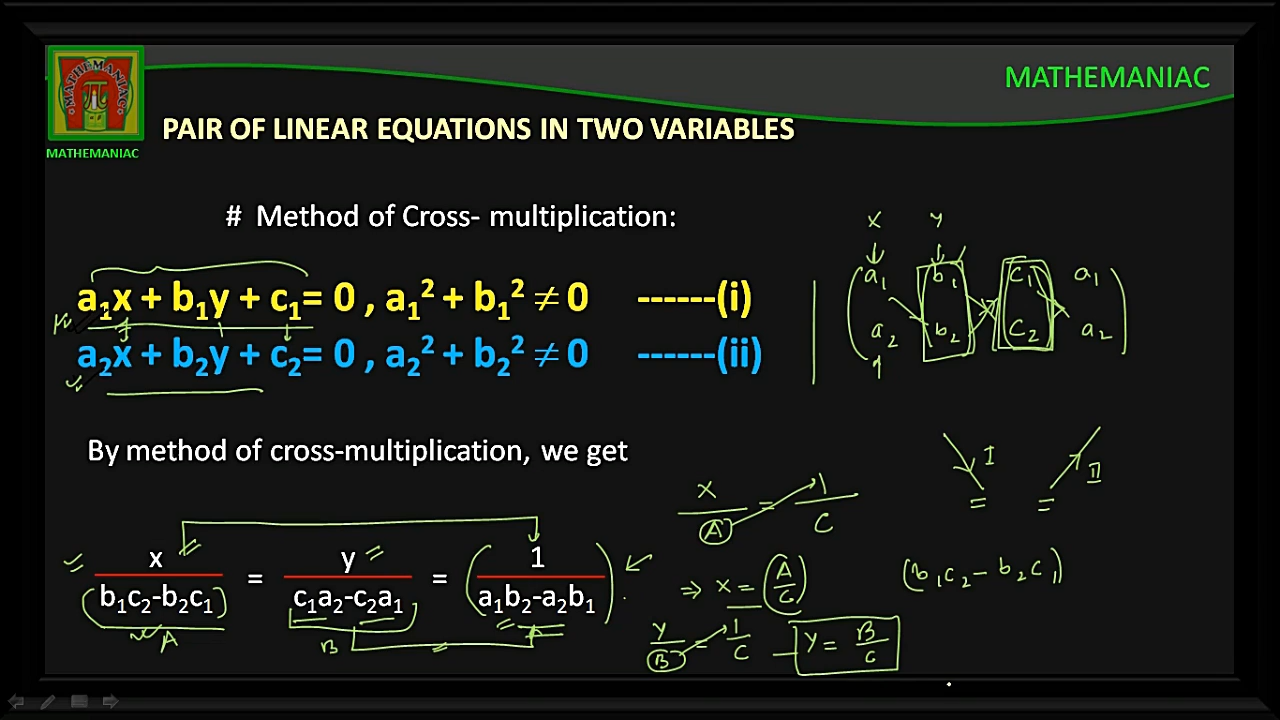 MATHEMANIAC
MATHEMANIAC
MATHEMANIAC
PAIR OF LINEAR EQUATIONS IN TWO VARIABLES
# Method of Cross- multiplication:
x y
a₁ b₁ c₁ a₁
a₂ b₂ c₂ a₂
a₁x + b₁y + c₁= 0 , a₁² + b₁² ≠ 0 ------(i)
a₂x + b₂y + c₂= 0 , a₂² + b₂² ≠ 0 ------(ii)
By method of cross-multiplication, we get
I II
x/A = 1/C
x/(b₁c₂-b₂c₁) = y/(c₁a₂-c₂a₁) = (1/(a₁b₂-a₂b₁))
A B
⇒ x = (A/C)
(b₁c₂ - b₂c₁)
y/B = 1/C
y = B/C